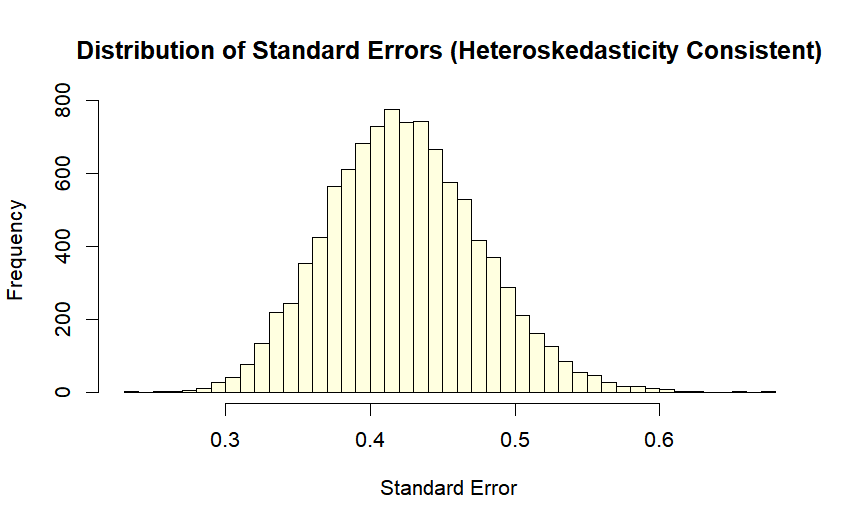 Distribution of Standard Errors (Heteroskedasticity Consistent)
800
600
400
200
0
Frequency
0.3 0.4 0.5 0.6
Standard Error